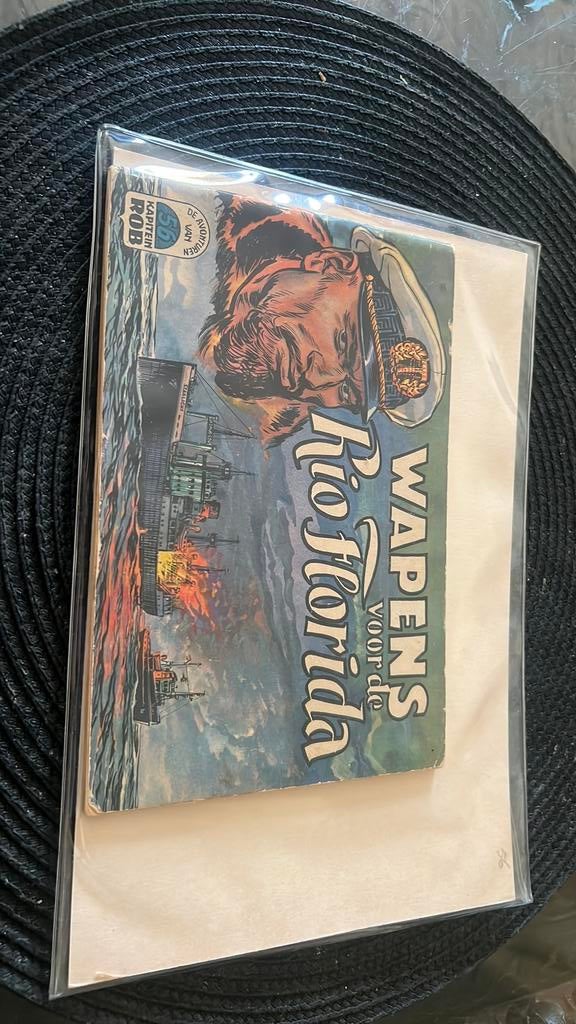 WAPENS
voor de
Rio Florida
DE AVONTUREN
VAN
56
KAPITEIN
ROB